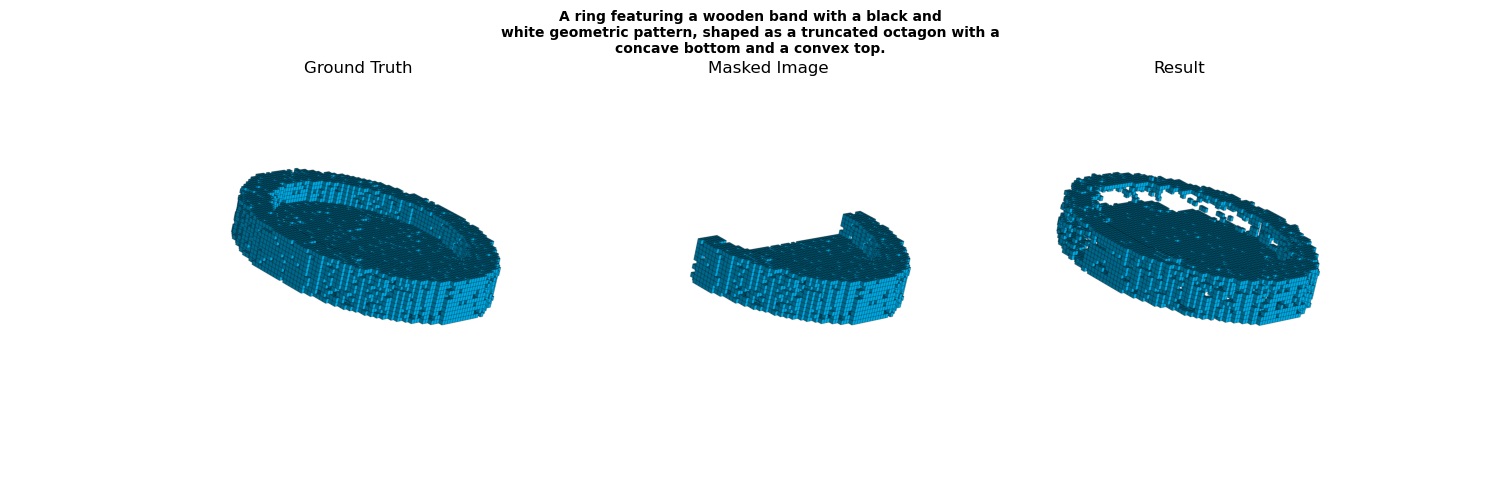 A ring featuring a wooden band with a black and
white geometric pattern, shaped as a truncated octagon with a
concave bottom and a convex top.
Ground Truth
Masked Image
Result